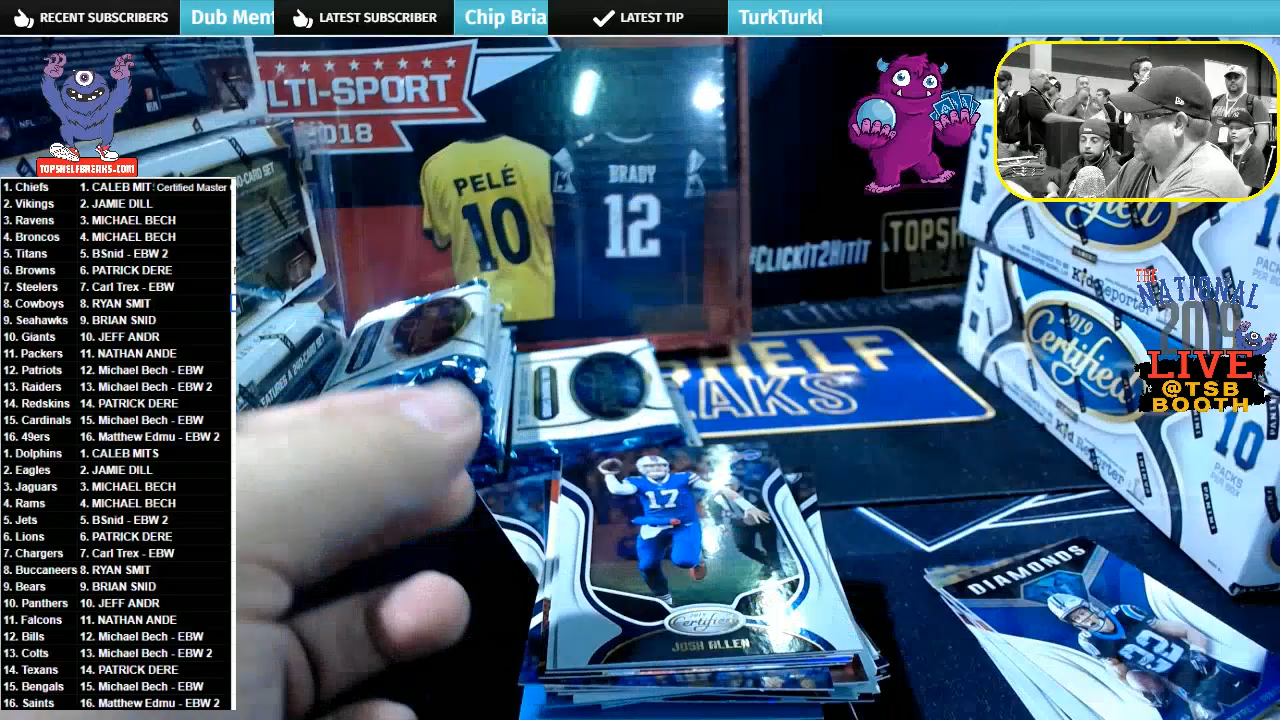 RECENT SUBSCRIBERS
Dub Ment
LATEST SUBSCRIBER
Chip Bria
LATEST TIP
TurkTurkl
TOPSHELFBREAKS.COM
LTI-SPORT
2018
PELÉ
10
BRADY
12
#CLICKIT2HITIT
TOPSH
THE
NATIONAL
2019
LIVE
@TSB
BOOTH
2019
Certified
Kid Reporter
10
PACKS
PER BOX
SHELF
BREAKS
17
2019
Certified
JOSH ALLEN
DIAMONDS
22
1. Chiefs 1. CALEB MIT: Certified Master
2. Vikings 2. JAMIE DILL
3. Ravens 3. MICHAEL BECH
4. Broncos 4. MICHAEL BECH
5. Titans 5. BSnid - EBW 2
6. Browns 6. PATRICK DERE
7. Steelers 7. Carl Trex - EBW
8. Cowboys 8. RYAN SMIT
9. Seahawks 9. BRIAN SNID
10. Giants 10. JEFF ANDR
11. Packers 11. NATHAN ANDE
12. Patriots 12. Michael Bech - EBW
13. Raiders 13. Michael Bech - EBW 2
14. Redskins 14. PATRICK DERE
15. Cardinals 15. Michael Bech - EBW
16. 49ers 16. Matthew Edmu - EBW 2
1. Dolphins 1. CALEB MITS
2. Eagles 2. JAMIE DILL
3. Jaguars 3. MICHAEL BECH
4. Rams 4. MICHAEL BECH
5. Jets 5. BSnid - EBW 2
6. Lions 6. PATRICK DERE
7. Chargers 7. Carl Trex - EBW
8. Buccaneers 8. RYAN SMIT
9. Bears 9. BRIAN SNID
10. Panthers 10. JEFF ANDR
11. Falcons 11. NATHAN ANDE
12. Bills 12. Michael Bech - EBW
13. Colts 13. Michael Bech - EBW 2
14. Texans 14. PATRICK DERE
15. Bengals 15. Michael Bech - EBW
16. Saints 16. Matthew Edmu - EBW 2